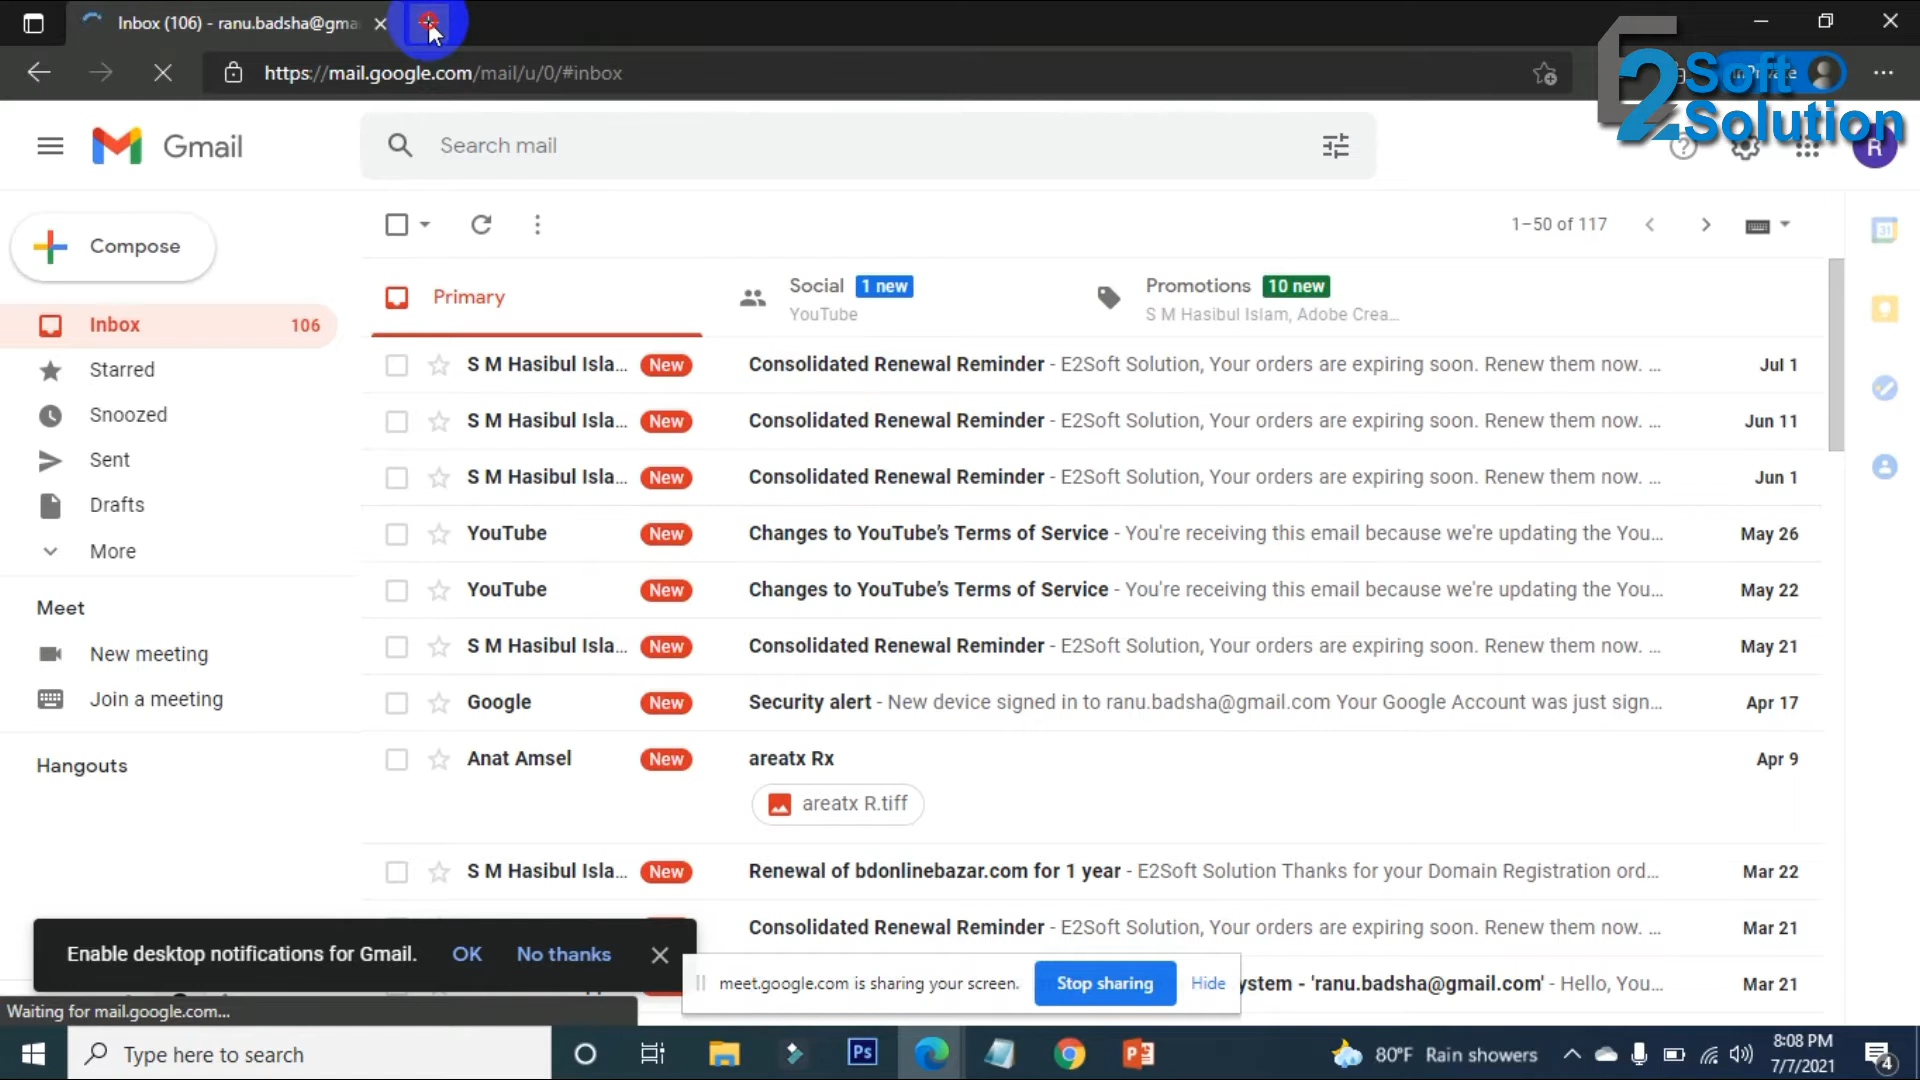 Inbox (106) - ranu.badsha@gma
https://mail.google.com/mail/u/0/#inbox
2Soft
Solution
Gmail
Search mail
R
Compose
1–50 of 117
31
Primary
Social 1 new
YouTube
Promotions 10 new
S M Hasibul Islam, Adobe Crea...
Inbox 106
Starred
Snoozed
Sent
Drafts
More
Meet
New meeting
Join a meeting
Hangouts
S M Hasibul Isla... New Consolidated Renewal Reminder - E2Soft Solution, Your orders are expiring soon. Renew them now. ... Jul 1
S M Hasibul Isla... New Consolidated Renewal Reminder - E2Soft Solution, Your orders are expiring soon. Renew them now. ... Jun 11
S M Hasibul Isla... New Consolidated Renewal Reminder - E2Soft Solution, Your orders are expiring soon. Renew them now. ... Jun 1
YouTube New Changes to YouTube's Terms of Service - You're receiving this email because we're updating the You... May 26
YouTube New Changes to YouTube's Terms of Service - You're receiving this email because we're updating the You... May 22
S M Hasibul Isla... New Consolidated Renewal Reminder - E2Soft Solution, Your orders are expiring soon. Renew them now. ... May 21
Google New Security alert - New device signed in to ranu.badsha@gmail.com Your Google Account was just sign... Apr 17
Anat Amsel New areatx Rx Apr 9
areatx R.tiff
S M Hasibul Isla... New Renewal of bdonlinebazar.com for 1 year - E2Soft Solution Thanks for your Domain Registration ord... Mar 22
Consolidated Renewal Reminder - E2Soft Solution, Your orders are expiring soon. Renew them now. ... Mar 21
ystem - 'ranu.badsha@gmail.com' - Hello, You... Mar 21
Enable desktop notifications for Gmail. OK No thanks
meet.google.com is sharing your screen. Stop sharing Hide
Waiting for mail.google.com...
Type here to search
Ps
80°F Rain showers
8:08 PM
7/7/2021
4